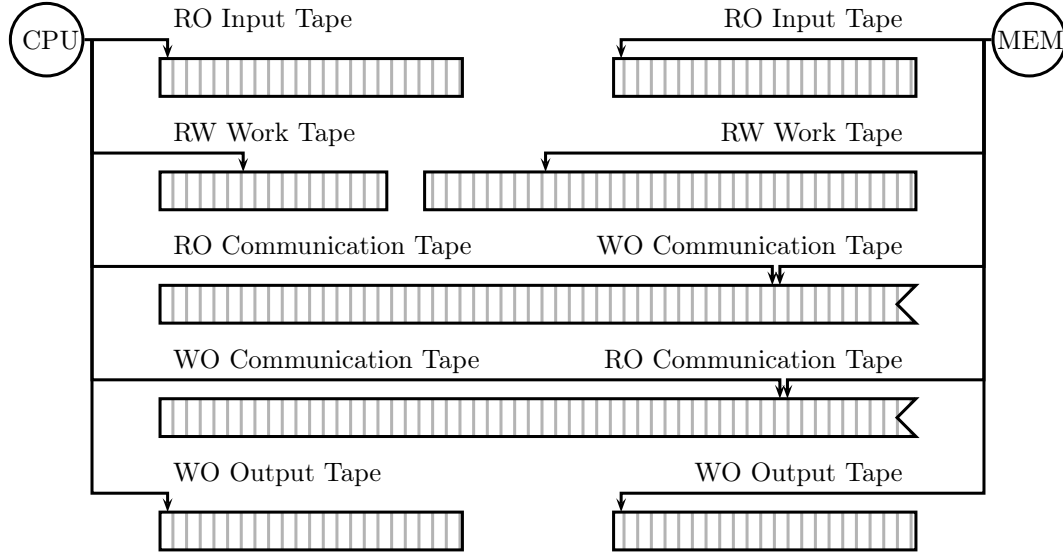 RO Input Tape RO Input Tape
CPU MEM
RW Work Tape RW Work Tape
RO Communication Tape WO Communication Tape
WO Communication Tape RO Communication Tape
WO Output Tape WO Output Tape